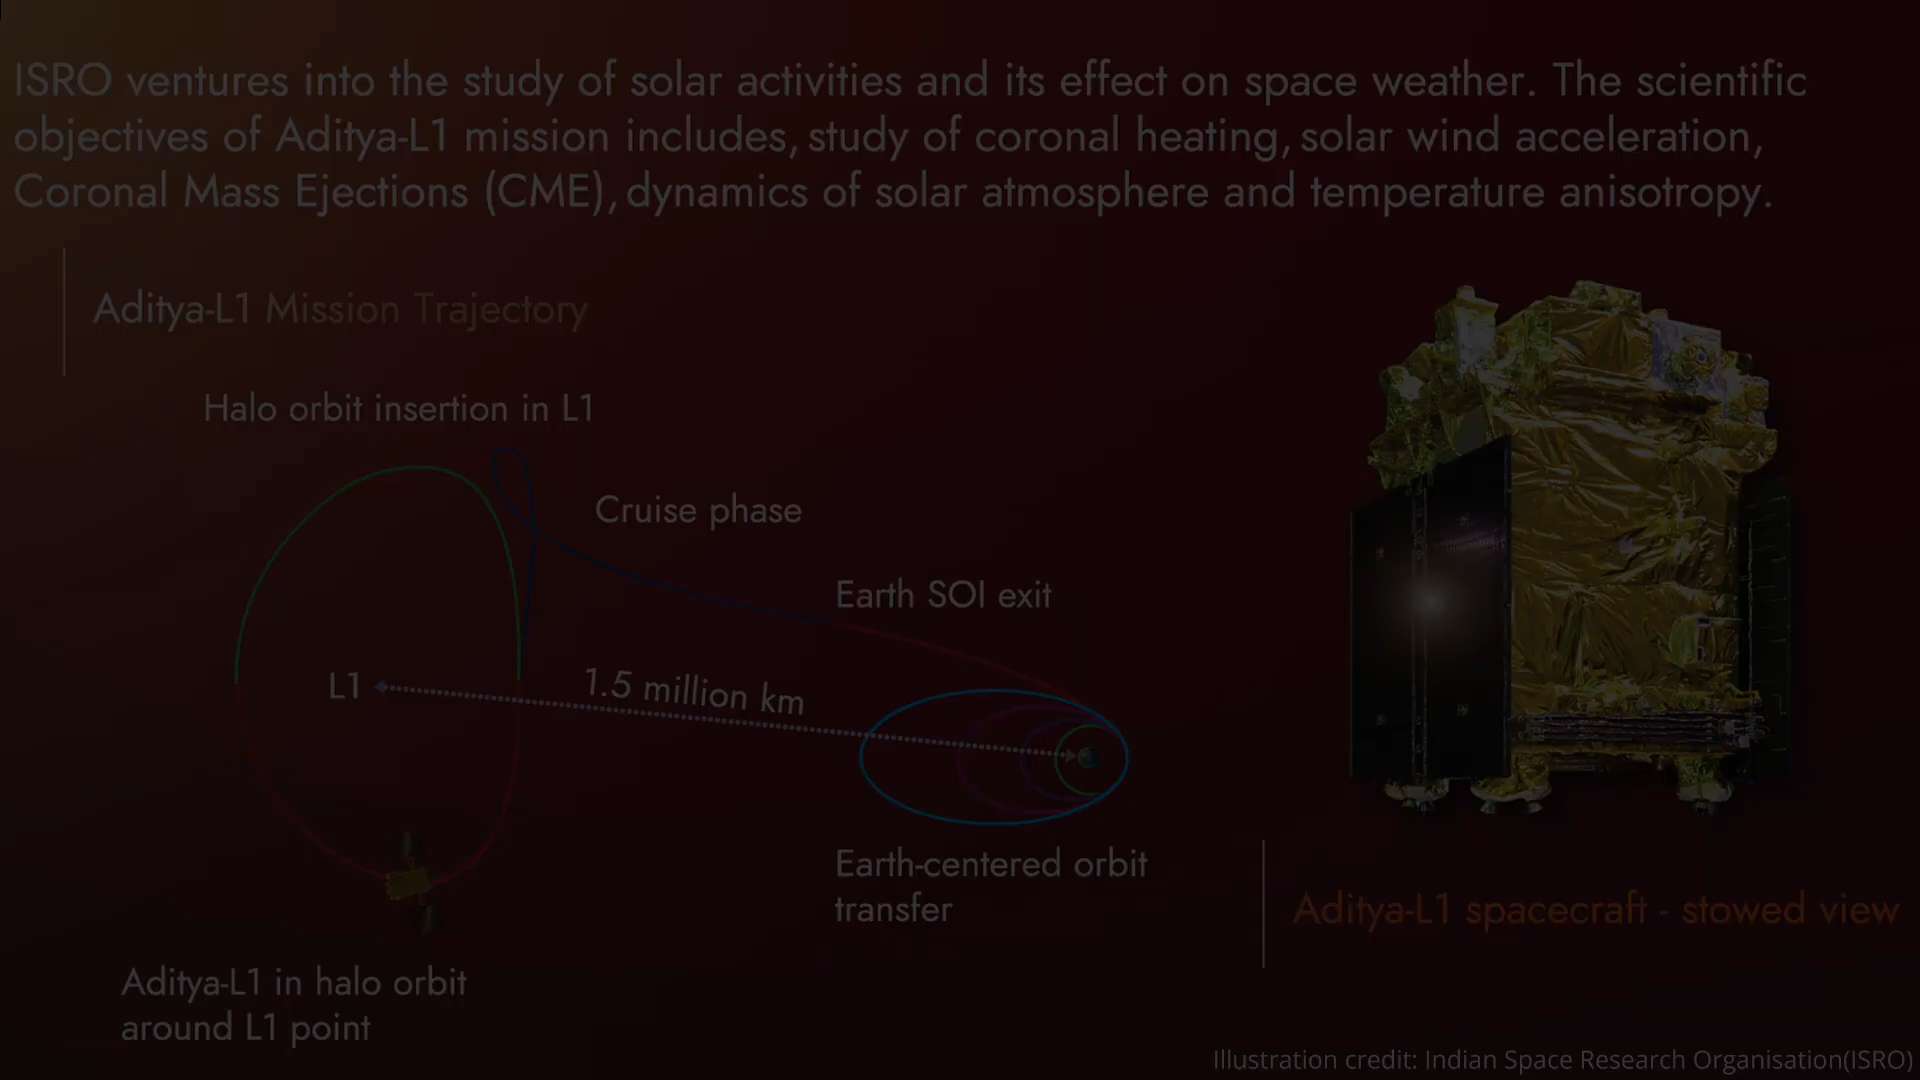 ISRO ventures into the study of solar activities and its effect on space weather. The scientific
objectives of Aditya-L1 mission includes, study of coronal heating, solar wind acceleration,
Coronal Mass Ejections (CME), dynamics of solar atmosphere and temperature anisotropy.
Aditya-L1 Mission Trajectory
Halo orbit insertion in L1
Cruise phase
Earth SOI exit
L1
1.5 million km
Earth-centered orbit
transfer
Aditya-L1 spacecraft - stowed view
Aditya-L1 in halo orbit
around L1 point
Illustration credit: Indian Space Research Organisation(ISRO)